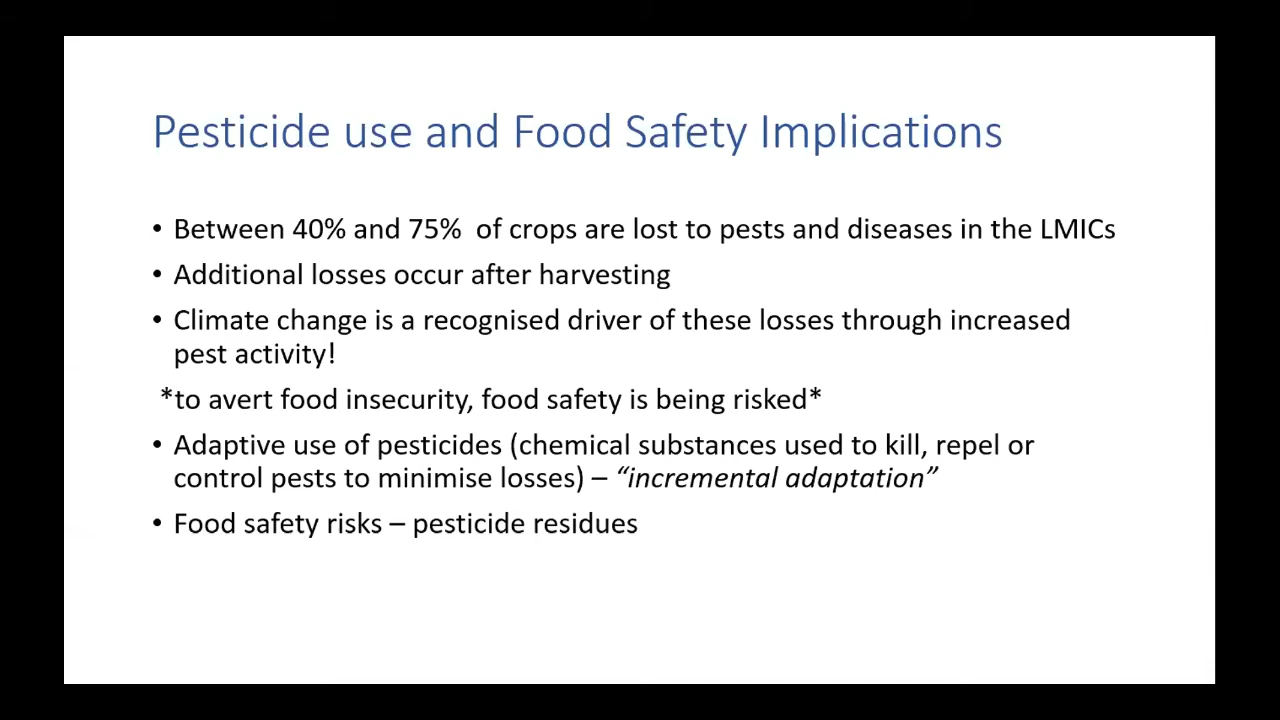 Pesticide use and Food Safety Implications
• Between 40% and 75%  of crops are lost to pests and diseases in the LMICs
• Additional losses occur after harvesting
• Climate change is a recognised driver of these losses through increased
pest activity!
*to avert food insecurity, food safety is being risked*
• Adaptive use of pesticides (chemical substances used to kill, repel or
control pests to minimise losses) – “incremental adaptation”
• Food safety risks – pesticide residues